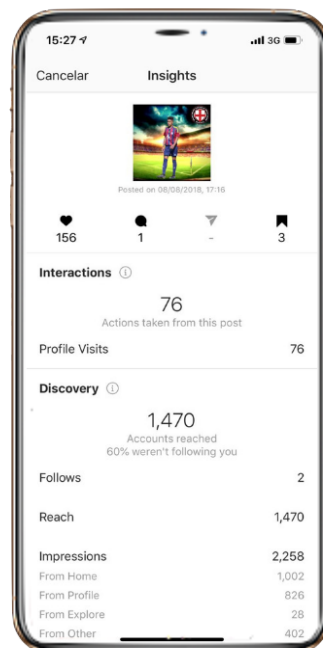 15:27
3G
Cancelar Insights
Posted on 08/08/2018, 17:16
156 1 - 3
Interactions
76
Actions taken from this post
Profile Visits 76
Discovery
1,470
Accounts reached
60% weren't following you
Follows 2
Reach 1,470
Impressions 2,258
From Home 1,002
From Profile 826
From Explore 28
From Other 402